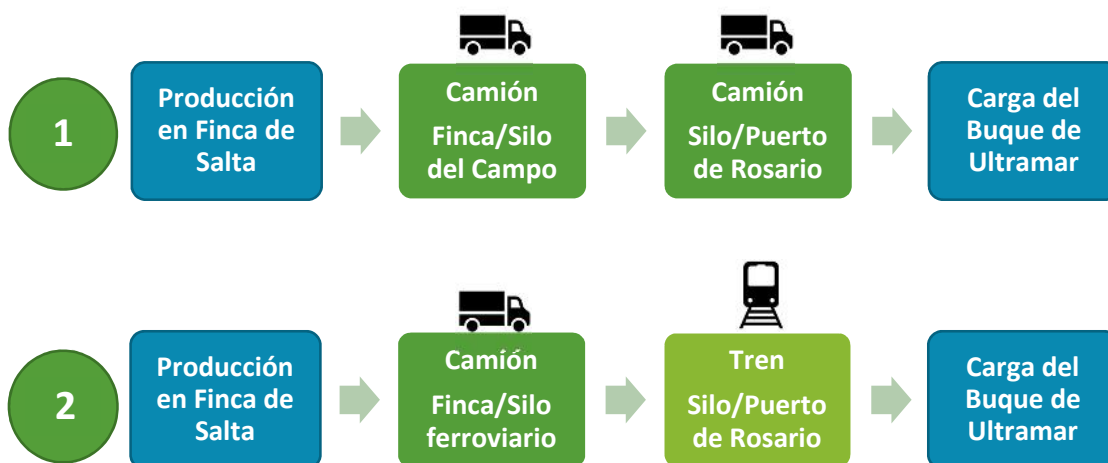 1
Producción
en Finca de
Salta
Camión
Finca/Silo
del Campo
Camión
Silo/Puerto
de Rosario
Carga del
Buque de
Ultramar
2
Producción
en Finca de
Salta
Camión
Finca/Silo
ferroviario
Tren
Silo/Puerto
de Rosario
Carga del
Buque de
Ultramar